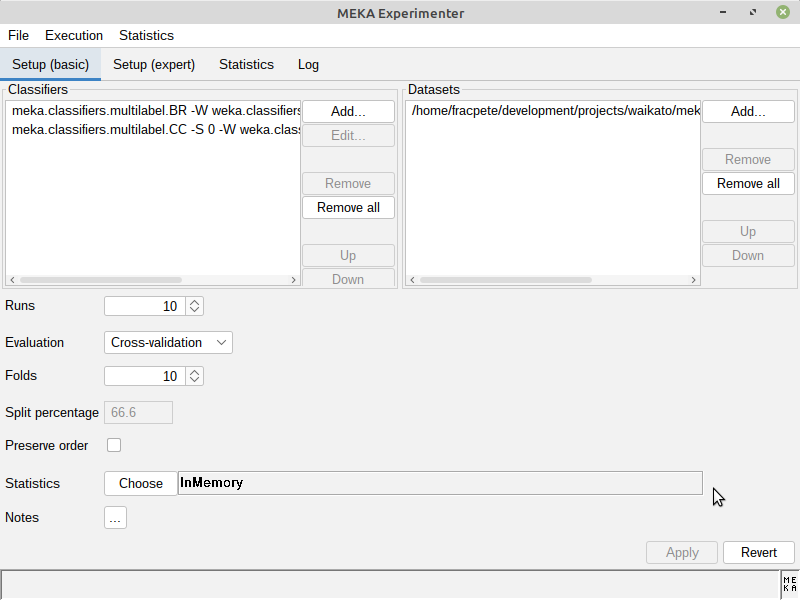 MEKA Experimenter
File Execution Statistics
Setup (basic) Setup (expert) Statistics Log
Classifiers
meka.classifiers.multilabel.BR -W weka.classifiers
meka.classifiers.multilabel.CC -S 0 -W weka.clas
Add...
Edit...
Remove
Remove all
Up
Down
Datasets
/home/fracpete/development/projects/waikato/mek
Add...
Remove
Remove all
Up
Down
Runs 10
Evaluation Cross-validation
Folds 10
Split percentage 66.6
Preserve order
Statistics Choose InMemory
Notes ...
Apply Revert
ME
KA